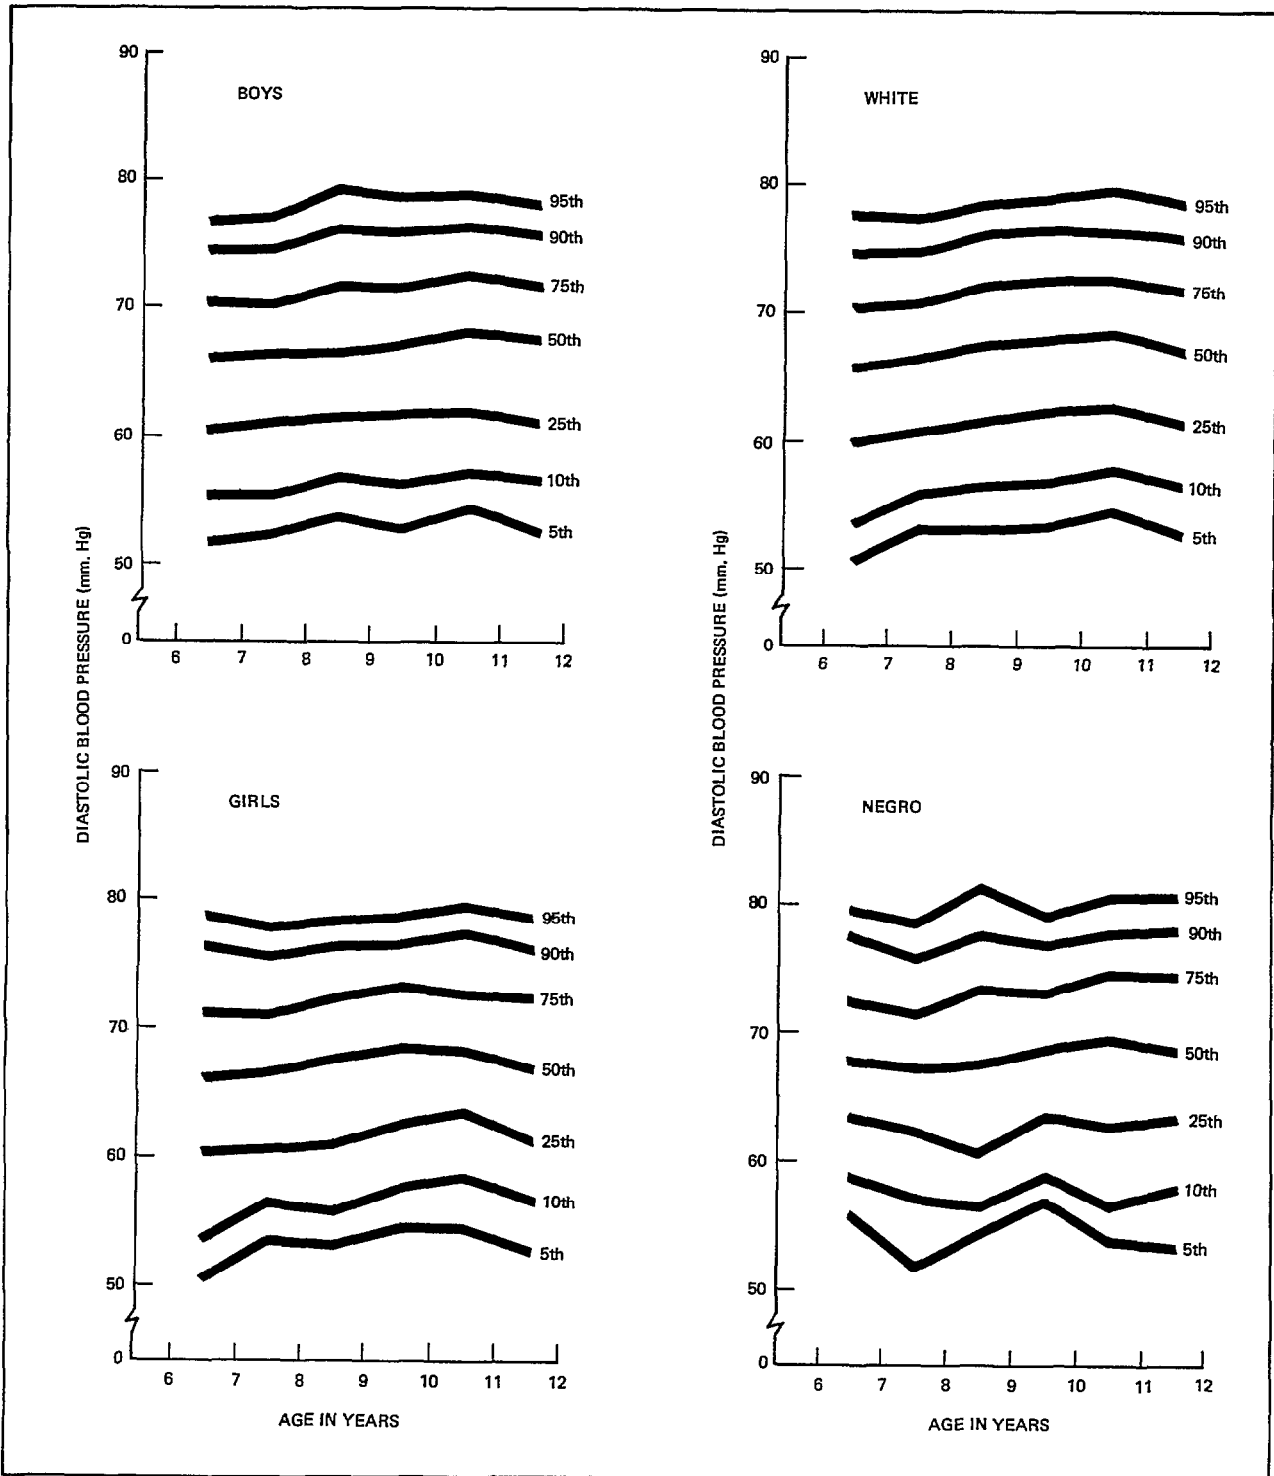 90
BOYS
80
95th
90th
75th
70
50th
60
25th
10th
5th
50
0
6 7 8 9 10 11 12
90
WHITE
80
95th
90th
75th
70
50th
60
25th
10th
5th
50
0
6 7 8 9 10 11 12
DIASTOLIC BLOOD PRESSURE (mm. Hg)
DIASTOLIC BLOOD PRESSURE (mm. Hg)
90
GIRLS
80
95th
90th
75th
70
50th
60
25th
10th
5th
50
0
6 7 8 9 10 11 12
AGE IN YEARS
90
NEGRO
80
95th
90th
75th
70
50th
60
25th
10th
5th
50
0
6 7 8 9 10 11 12
AGE IN YEARS